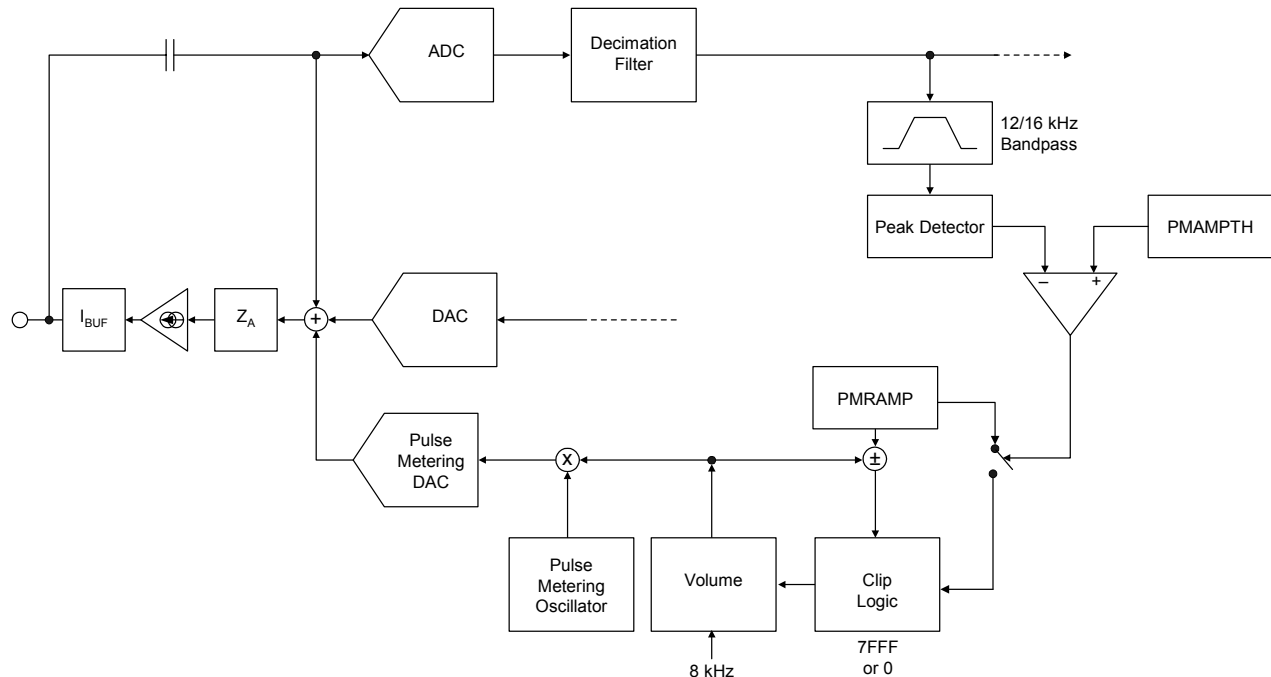 ADC
Decimation
Filter
12/16 kHz
Bandpass
Peak Detector
PMAMPTH
− +
I_BUF
Z_A
+
DAC
PMRAMP
Pulse
Metering
DAC
X
±
Pulse
Metering
Oscillator
Volume
Clip
Logic
8 kHz
7FFF
or 0